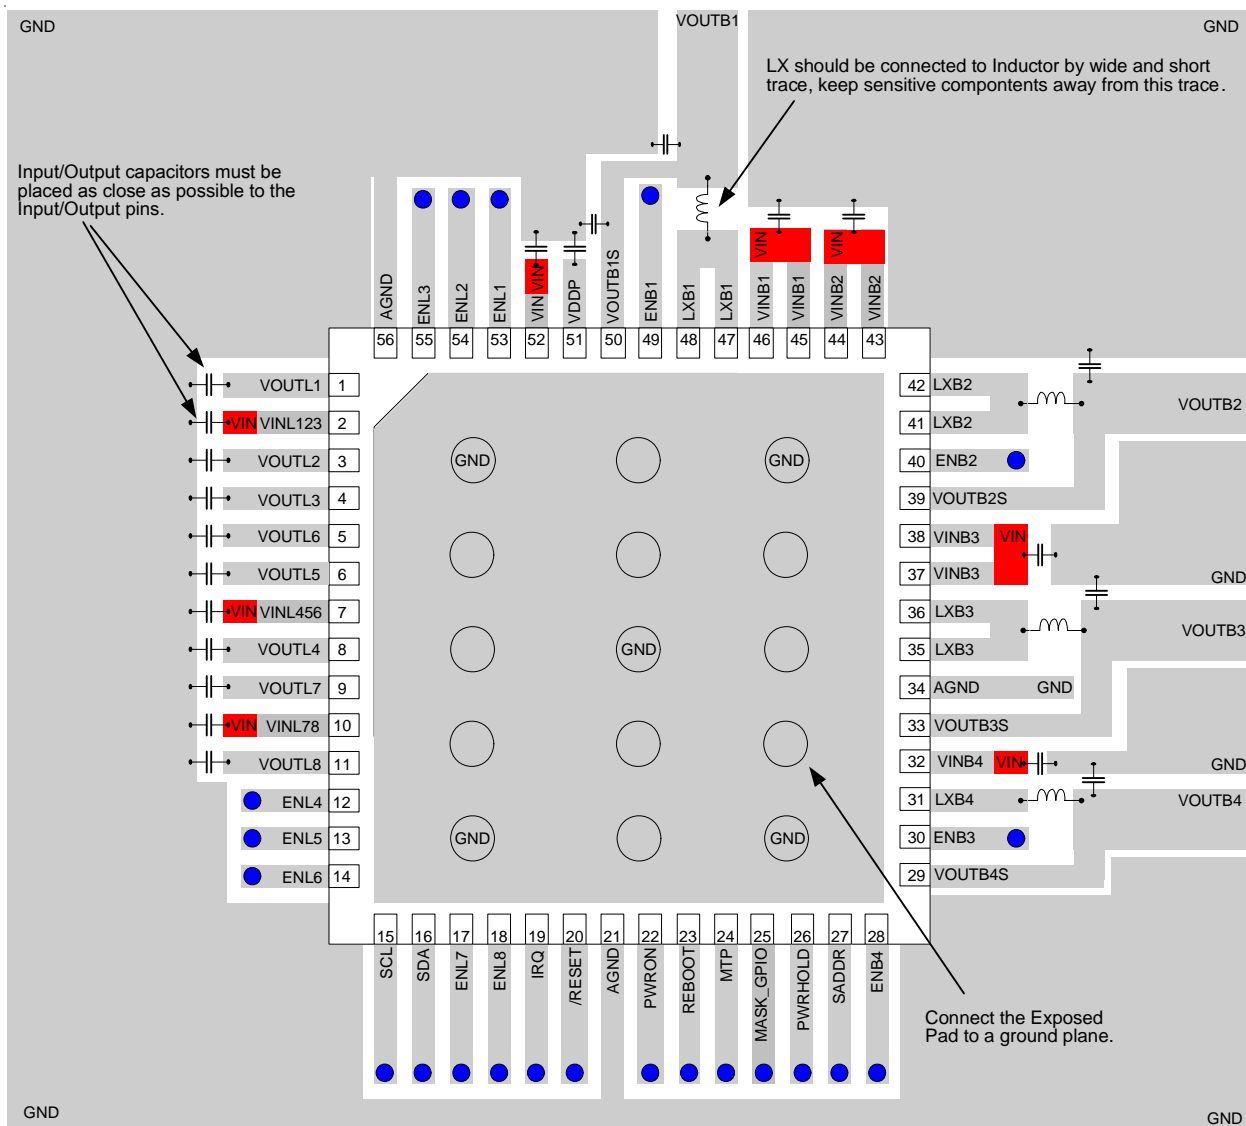 GND
VOUTB1
GND
LX should be connected to Inductor by wide and short
trace, keep sensitive compontents away from this trace.
Input/Output capacitors must be
placed as close as possible to the
Input/Output pins.
AGND
ENL3
ENL2
ENL1
VIN VIN
VDDP
VOUTB1S
ENB1
LXB1
LXB1
VINB1 VIN
VINB1
VINB2 VIN
VINB2
56 55 54 53 52 51 50 49 48 47 46 45 44 43
VOUTL1 1
VIN VINL123 2
VOUTL2 3
VOUTL3 4
VOUTL6 5
VOUTL5 6
VIN VINL456 7
VOUTL4 8
VOUTL7 9
VIN VINL78 10
VOUTL8 11
ENL4 12
ENL5 13
ENL6 14
GND
GND
GND
GND
GND
42 LXB2
VOUTB2
41 LXB2
40 ENB2
39 VOUTB2S
38 VINB3 VIN
37 VINB3
GND
36 LXB3
VOUTB3
35 LXB3
34 AGND GND
33 VOUTB3S
32 VINB4 VIN
GND
31 LXB4
VOUTB4
30 ENB3
29 VOUTB4S
15 16 17 18 19 20 21 22 23 24 25 26 27 28
SCL
SDA
ENL7
ENL8
IRQ
/RESET
AGND
PWRON
REBOOT
MTP
MASK_GPIO
PWRHOLD
SADDR
ENB4
Connect the Exposed
Pad to a ground plane.
GND
GND